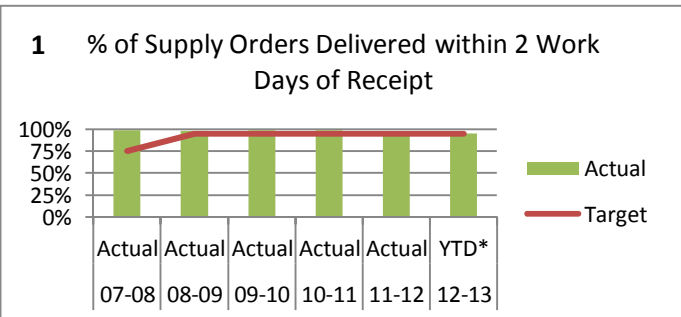 1 % of Supply Orders Delivered within 2 Work
Days of Receipt
100%
75%
50%
25%
0%
Actual
Target
Actual Actual Actual Actual Actual YTD*
07-08 08-09 09-10 10-11 11-12 12-13